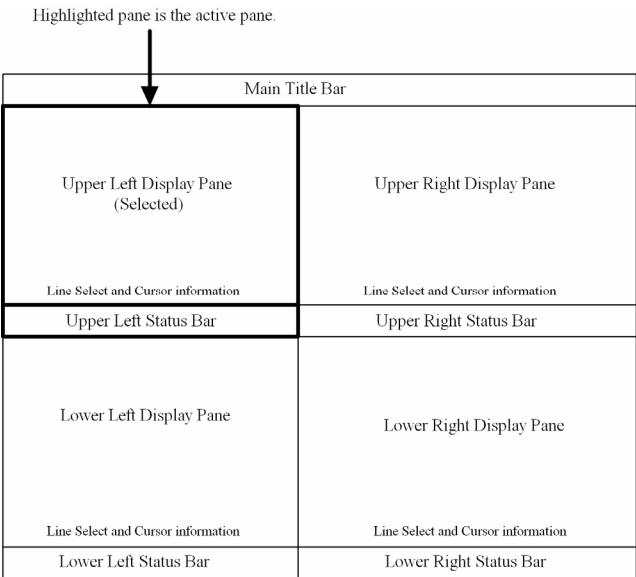 Highlighted pane is the active pane.
Main Title Bar
Upper Left Display Pane
(Selected)
Line Select and Cursor information
Upper Left Status Bar
Upper Right Display Pane
Line Select and Cursor information
Upper Right Status Bar
Lower Left Display Pane
Line Select and Cursor information
Lower Left Status Bar
Lower Right Display Pane
Line Select and Cursor information
Lower Right Status Bar